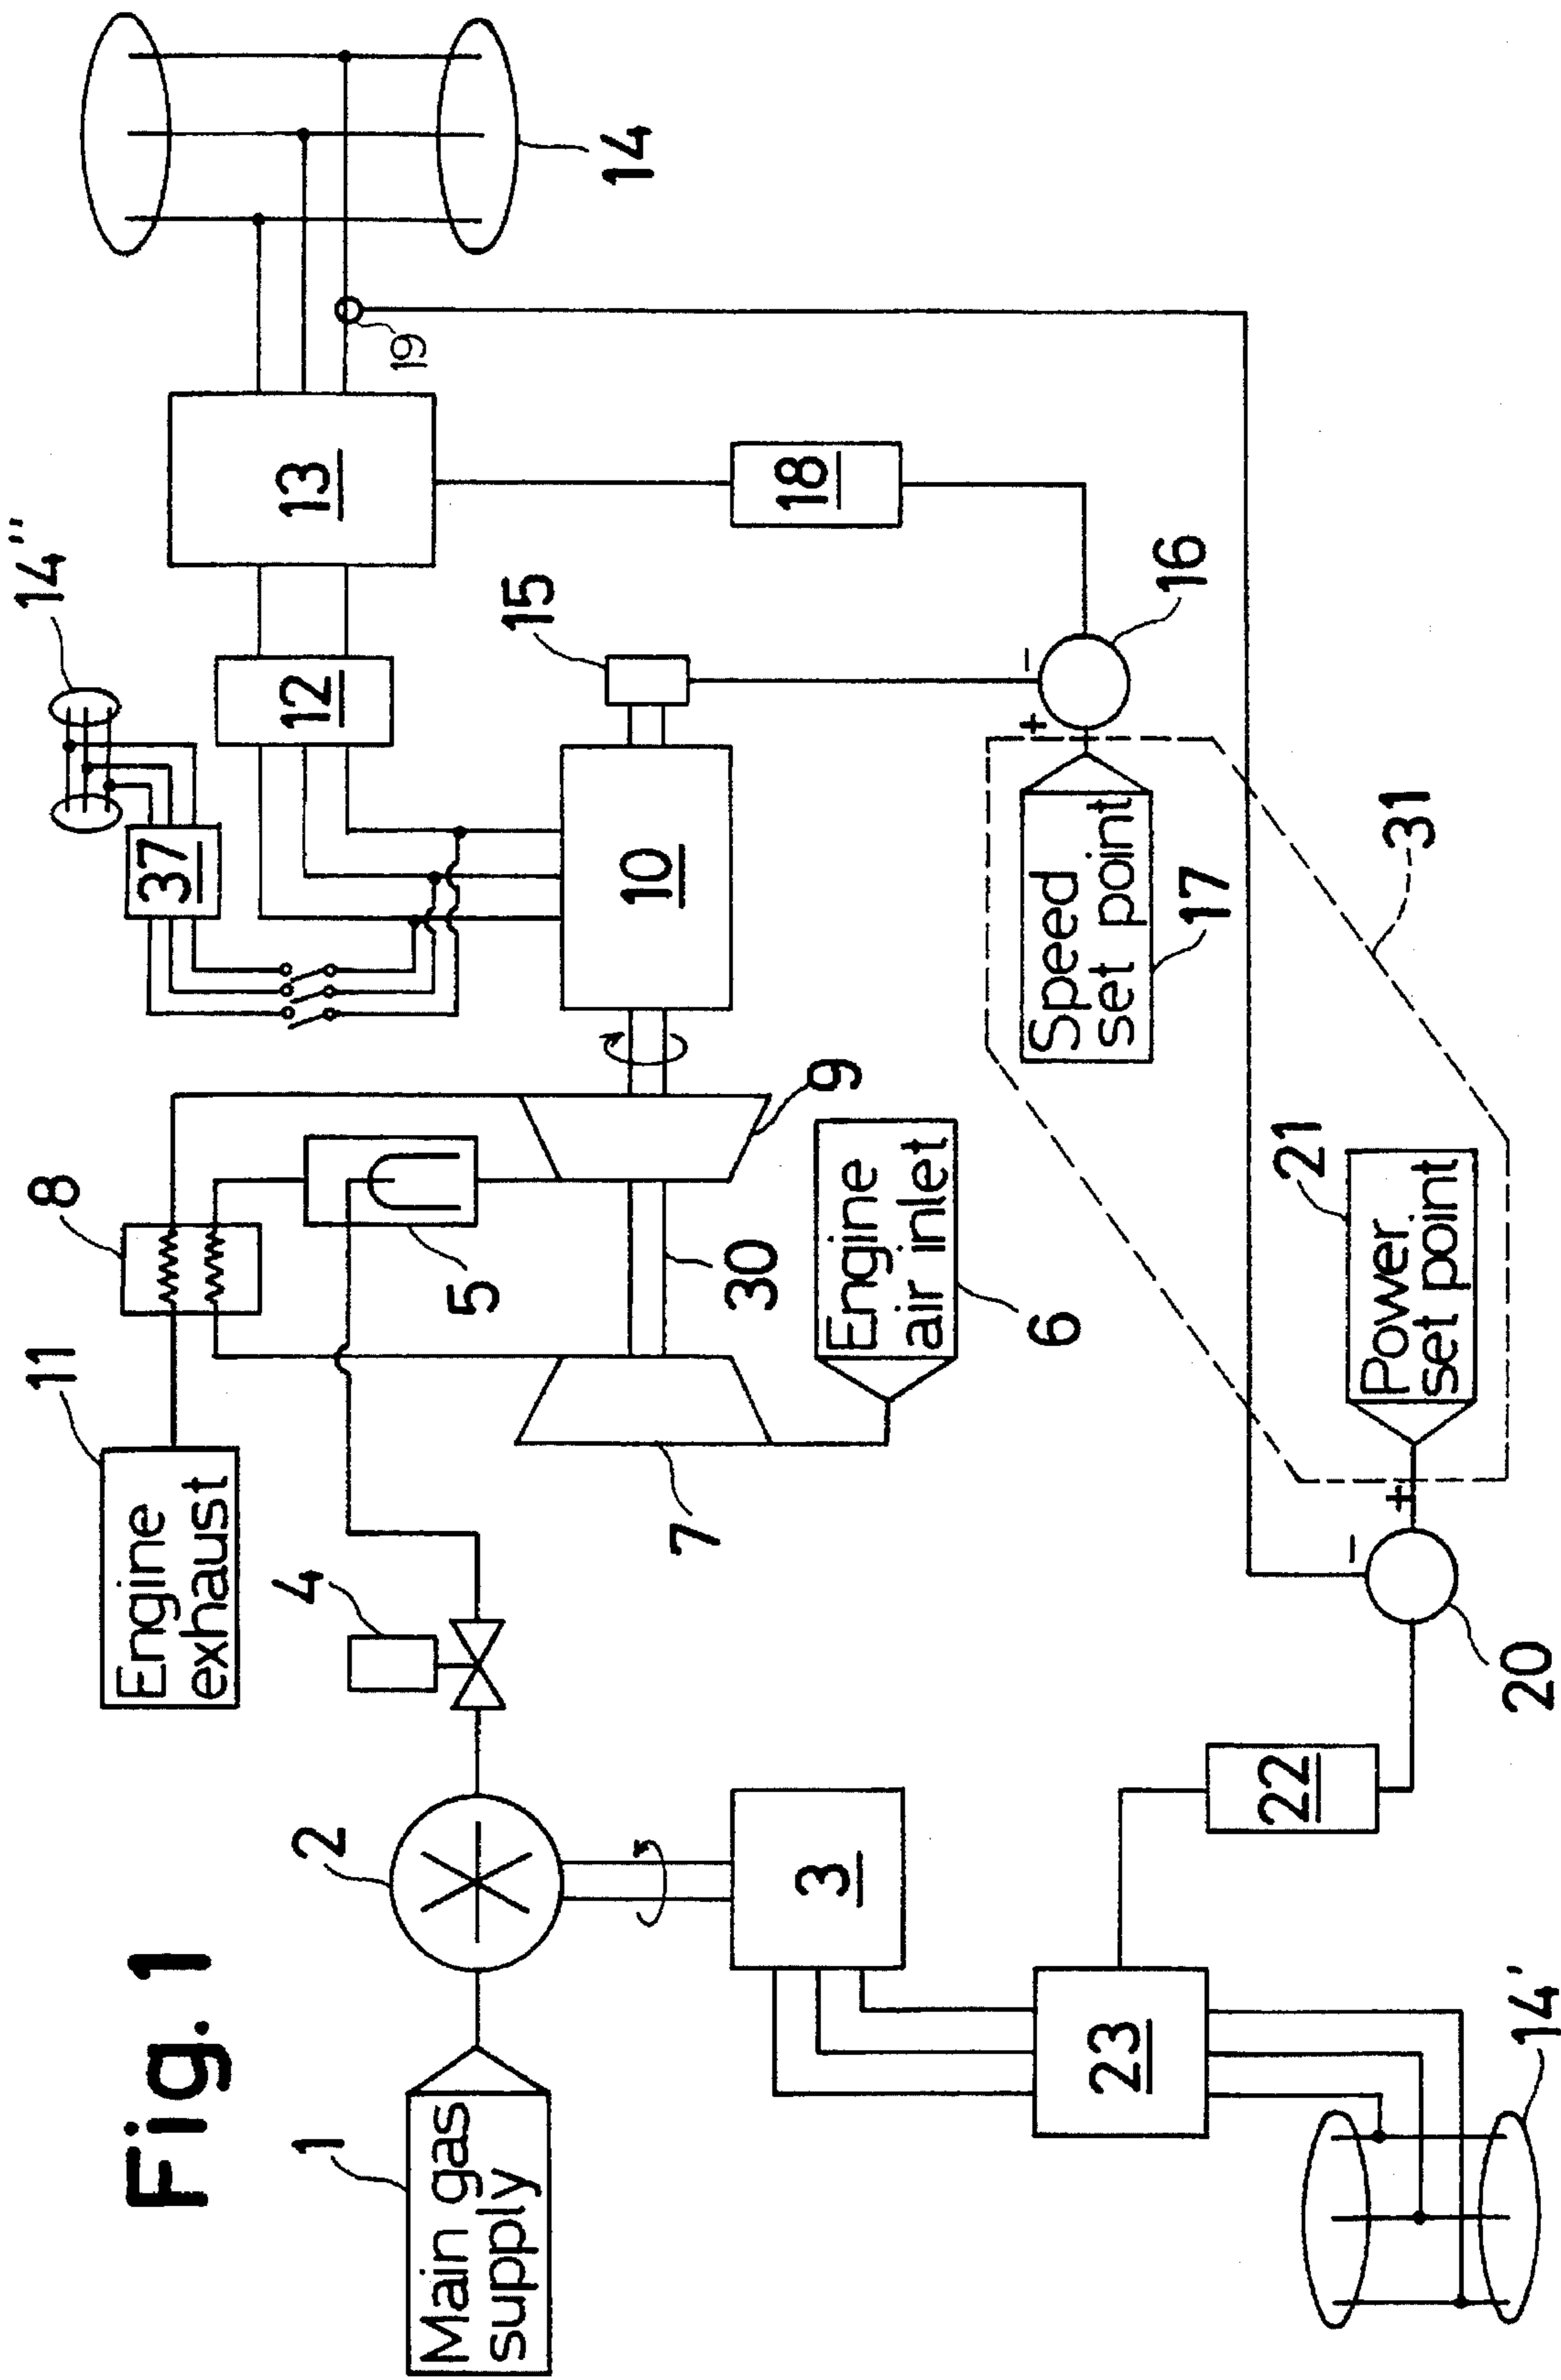 Fig. 1
1
Main gas
supply
2
3
4
11
Engine
exhaust
8
5
7
30
9
Engine
air inlet
6
10
15
37
14"
12
13
19
14
18
16
Speed
set point
17
31
21
Power
set point
20
22
23
14'
+
−
+
−